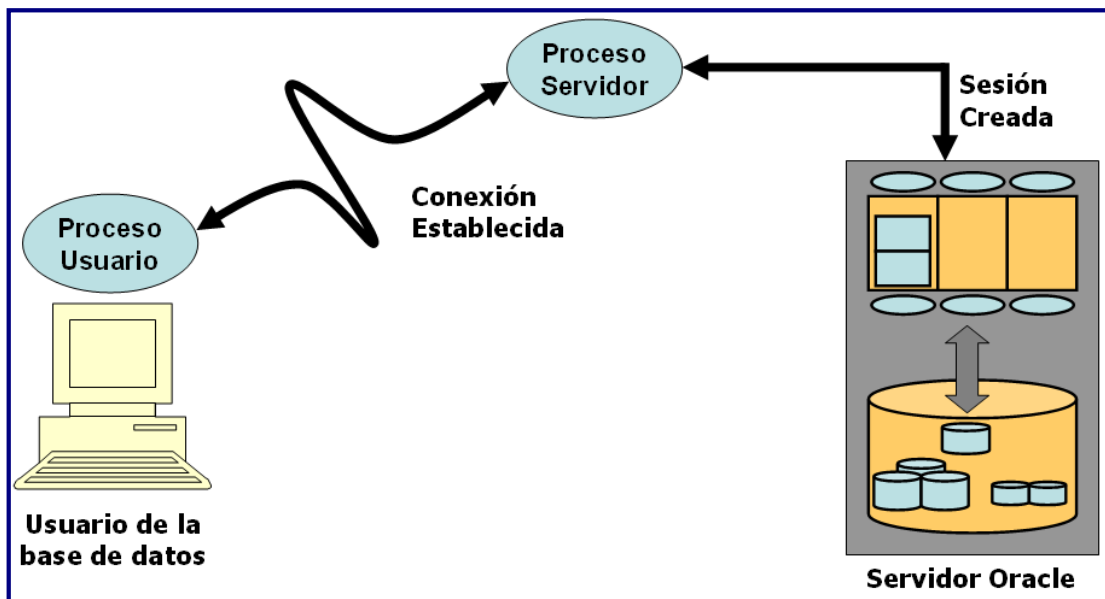 Proceso
Servidor
Sesión
Creada
Conexión
Establecida
Proceso
Usuario
Usuario de la
base de datos
Servidor Oracle